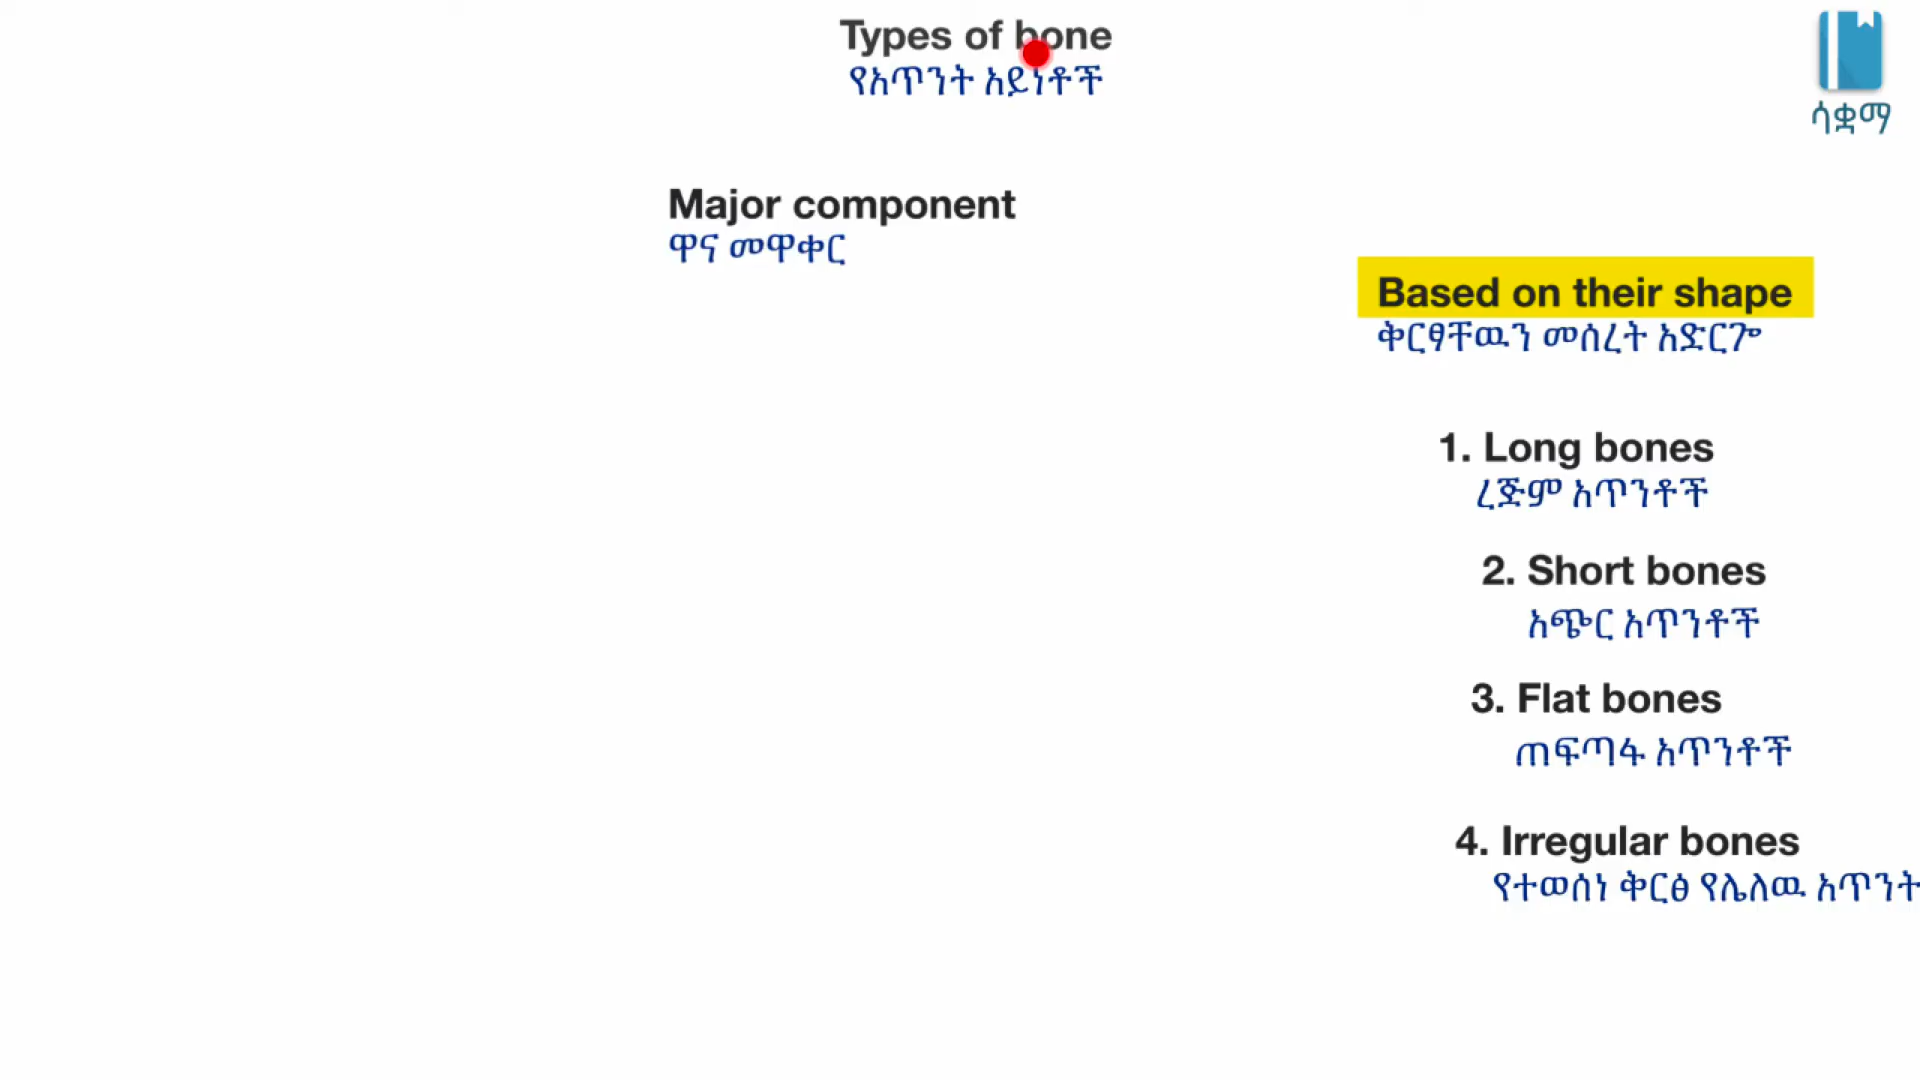 Types of bone
የአጥንት አይነቶች
ሳቋማ
Major component
ዋና መዋቀር
Based on their shape
ቅርፃቸዉን መሰረት አድርጎ
1. Long bones
ረጅም አጥንቶች
2. Short bones
አጭር አጥንቶች
3. Flat bones
ጠፍጣፋ አጥንቶች
4. Irregular bones
የተወሰነ ቅርፅ የሌለዉ አጥንት